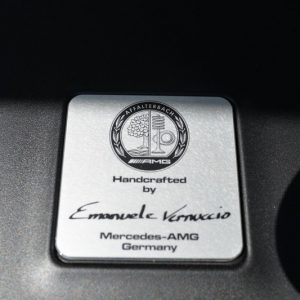 AFFALTERBACH
AMG
Handcrafted
by
Emanuele Vernuccio
Mercedes-AMG
Germany